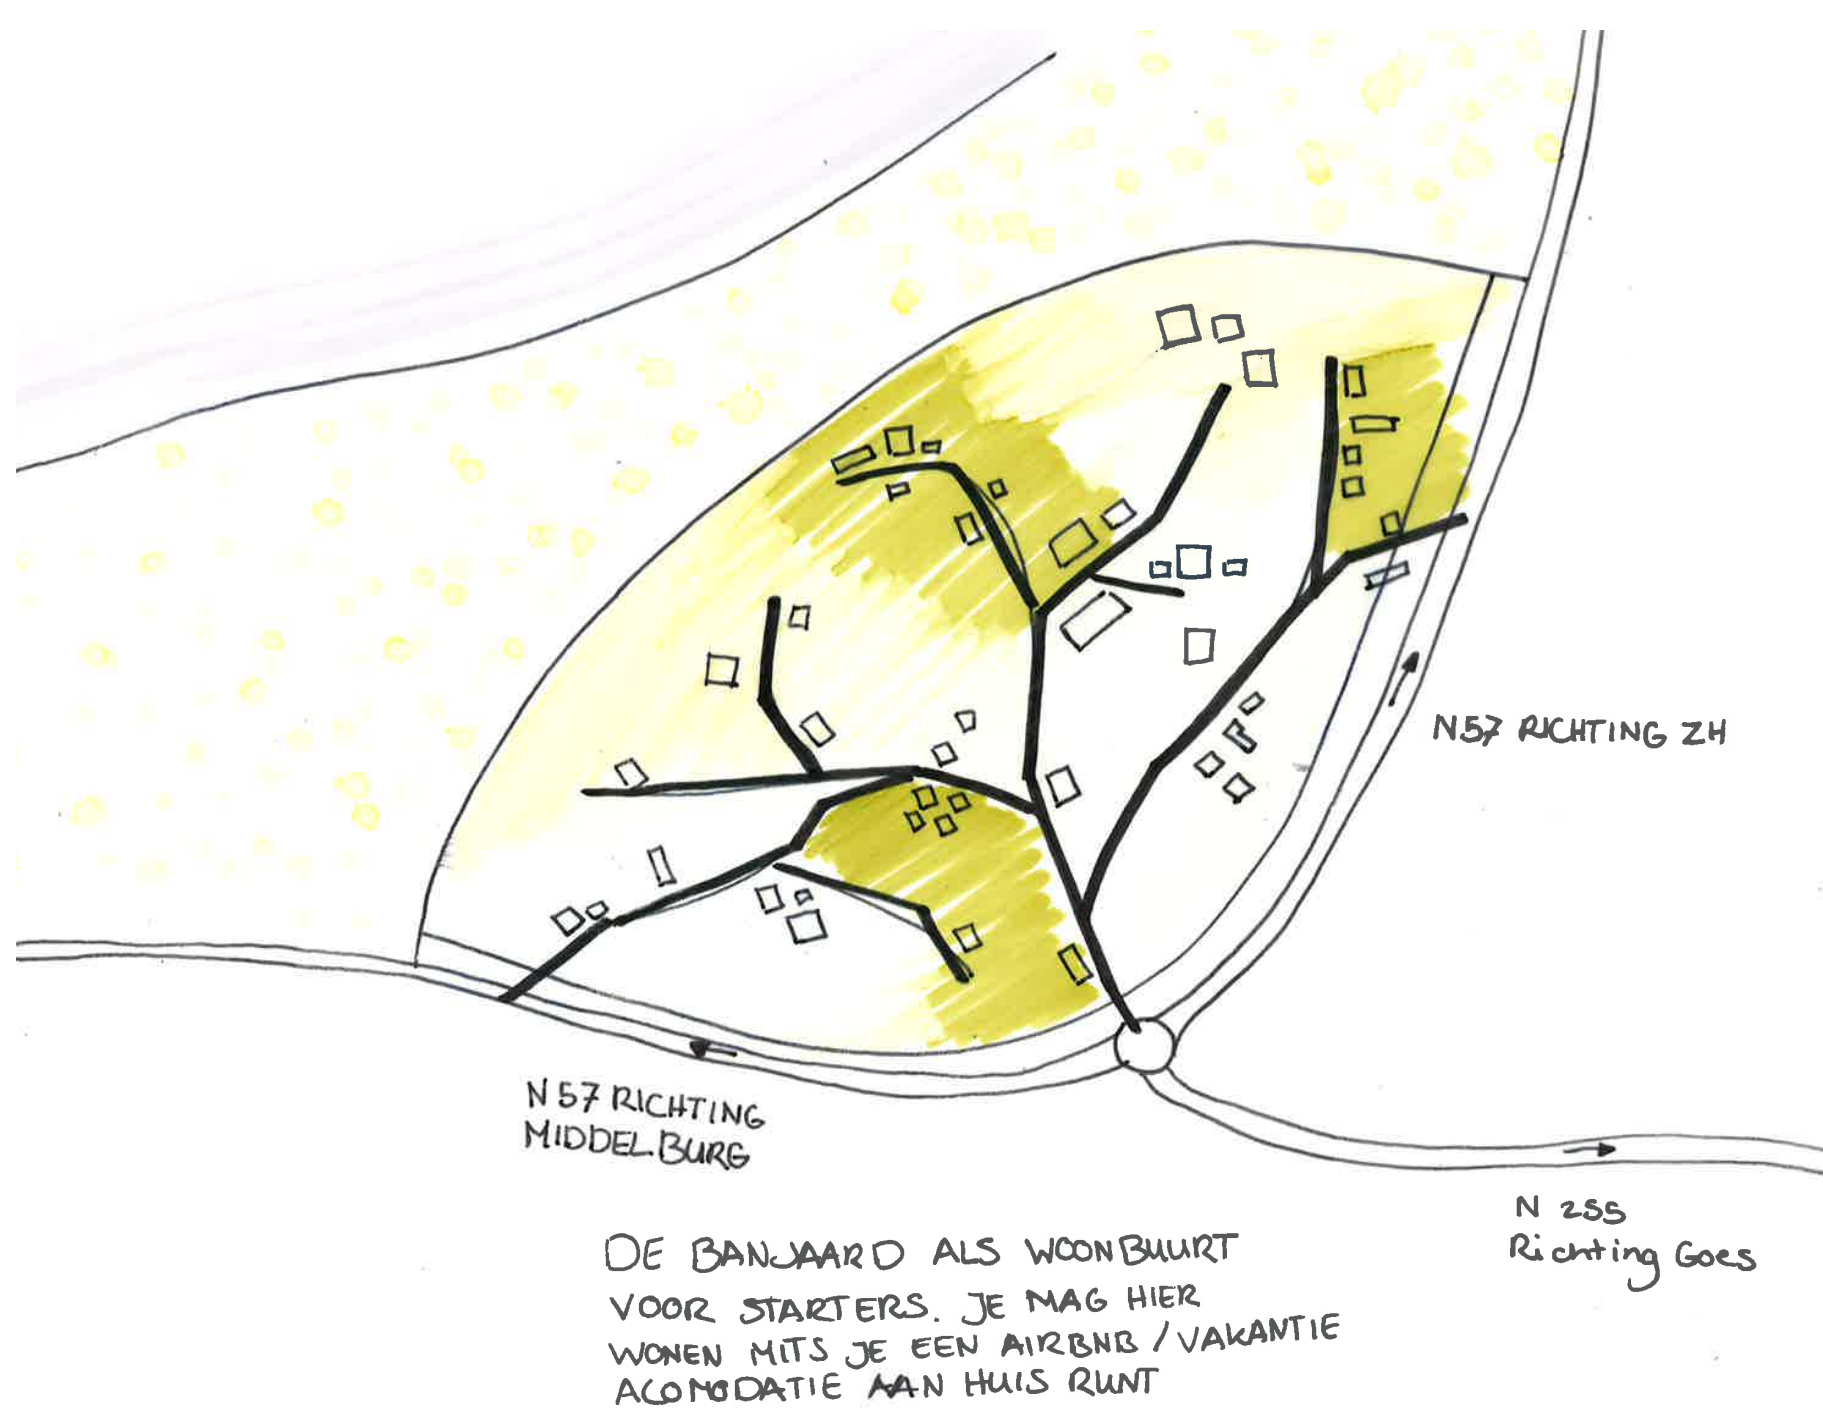 N57 RICHTING ZH
N57 RICHTING
MIDDELBURG
N 255
Richting Goes
DE BANJAARD ALS WOONBUURT
VOOR STARTERS. JE MAG HIER
WONEN MITS JE EEN AIRBNB / VAKANTIE
ACOMODATIE AAN HUIS RUNT